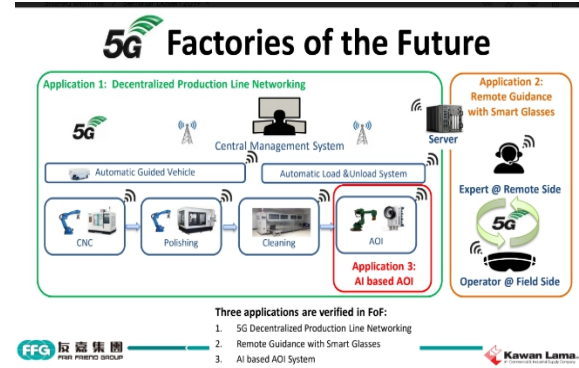 5G Factories of the Future
Application 1: Decentralized Production Line Networking
Application 2:
Remote Guidance
with Smart Glasses
5G
Central Management System
Server
Automatic Guided Vehicle
Automatic Load &Unload System
Expert @ Remote Side
CNC
Polishing
Cleaning
AOI
5G
Application 3:
AI based AOI
Operator @ Field Side
Three applications are verified in FoF:
1. 5G Decentralized Production Line Networking
2. Remote Guidance with Smart Glasses
3. AI based AOI System
FFG 友嘉集團
FAIR FRIEND GROUP
Kawan Lama